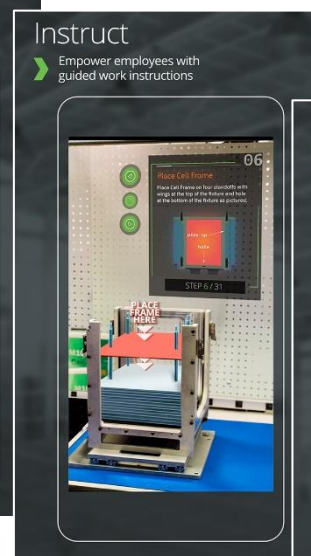 Instruct
Empower employees with
guided work instructions
06
Place Cell Frame
Place Cell Frame on four standoffs with
wings at the top of the fixture and hole
at the bottom of the fixture as pictured.
hole
STEP 6/31
PLACE
FRAME
HERE